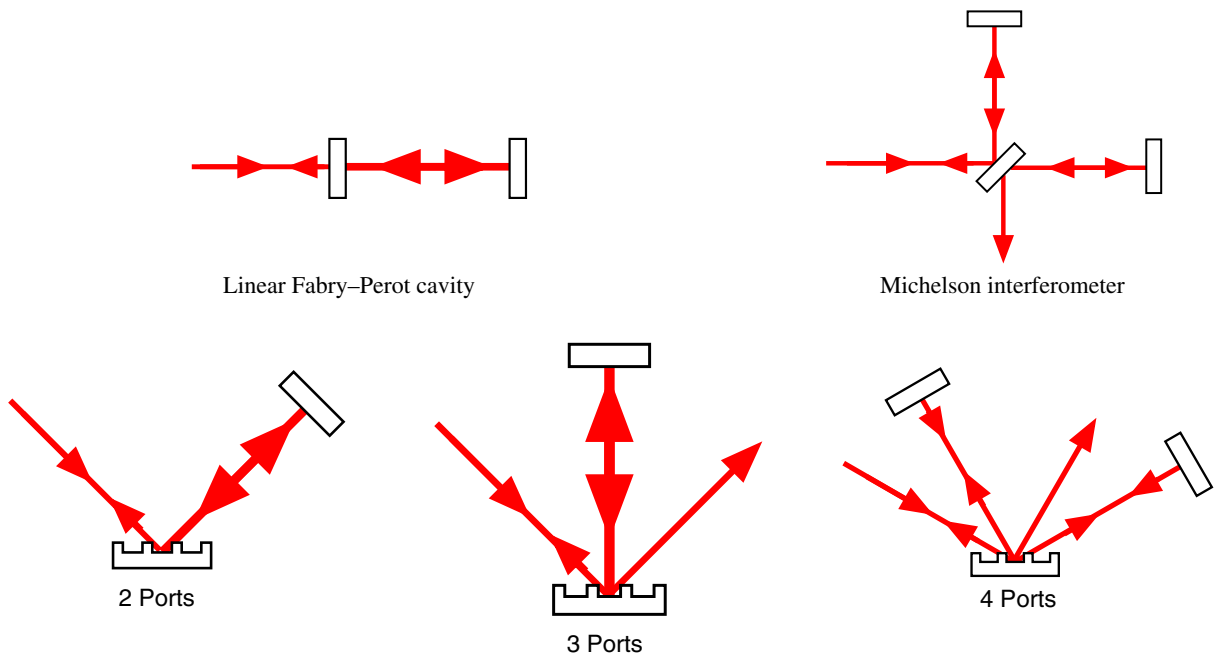 Linear Fabry–Perot cavity
Michelson interferometer
2 Ports
3 Ports
4 Ports